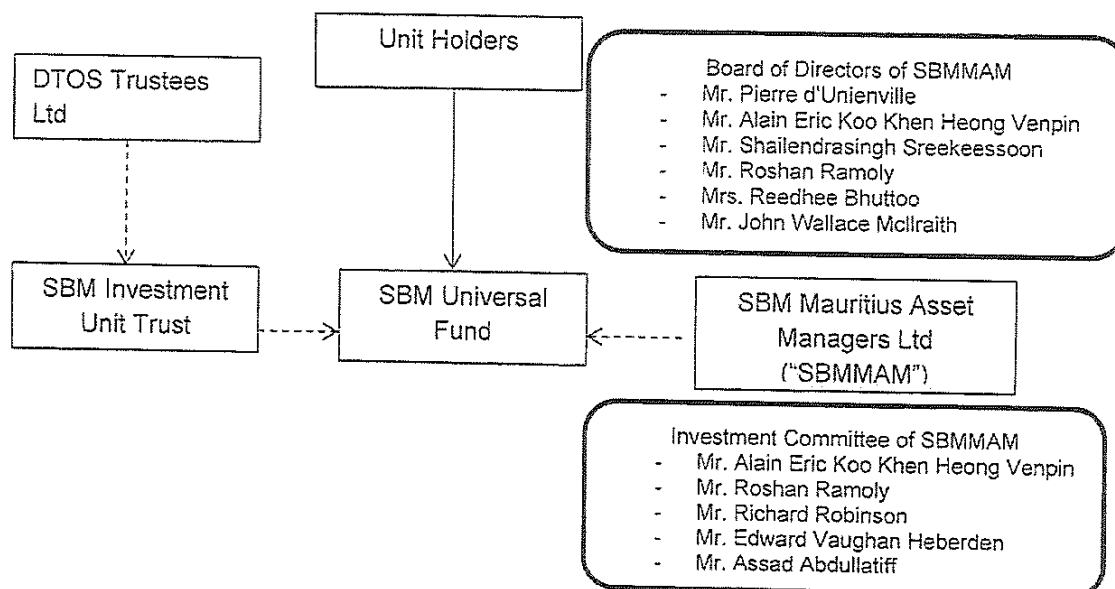 Unit Holders
DTOS Trustees
Ltd
Board of Directors of SBMMAM
- Mr. Pierre d'Unienville
- Mr. Alain Eric Koo Khen Heong Venpin
- Mr. Shailendrasingh Sreekeessoon
- Mr. Roshan Ramoly
- Mrs. Reedhee Bhuttoo
- Mr. John Wallace McIlraith
SBM Investment
Unit Trust
SBM Universal
Fund
SBM Mauritius Asset
Managers Ltd
("SBMMAM")
Investment Committee of SBMMAM
- Mr. Alain Eric Koo Khen Heong Venpin
- Mr. Roshan Ramoly
- Mr. Richard Robinson
- Mr. Edward Vaughan Heberden
- Mr. Assad Abdullatiff